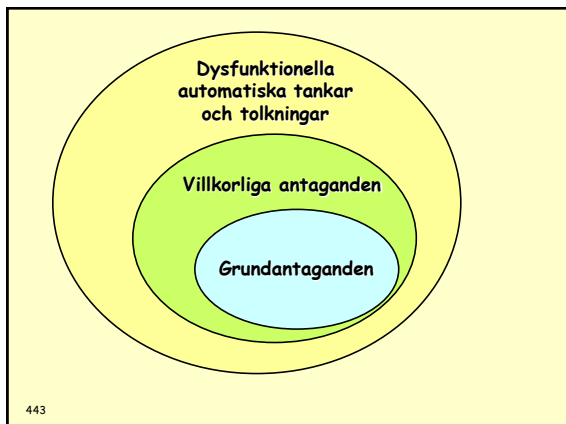 Dysfunktionella
automatiska tankar
och tolkningar
Villkorliga antaganden
Grundantaganden
443